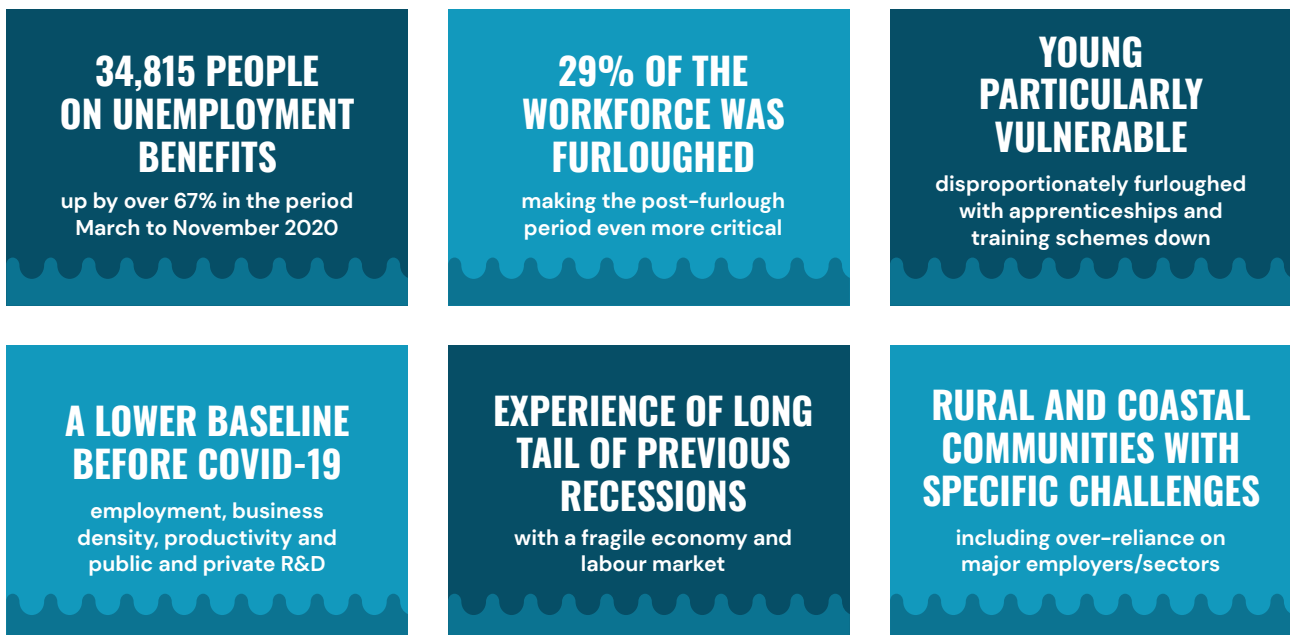 34,815 PEOPLE
ON UNEMPLOYMENT
BENEFITS
up by over 67% in the period
March to November 2020
29% OF THE
WORKFORCE WAS
FURLOUGHED
making the post-furlough
period even more critical
YOUNG
PARTICULARLY
VULNERABLE
disproportionately furloughed
with apprenticeships and
training schemes down
A LOWER BASELINE
BEFORE COVID-19
employment, business
density, productivity and
public and private R&D
EXPERIENCE OF LONG
TAIL OF PREVIOUS
RECESSIONS
with a fragile economy and
labour market
RURAL AND COASTAL
COMMUNITIES WITH
SPECIFIC CHALLENGES
including over-reliance on
major employers/sectors